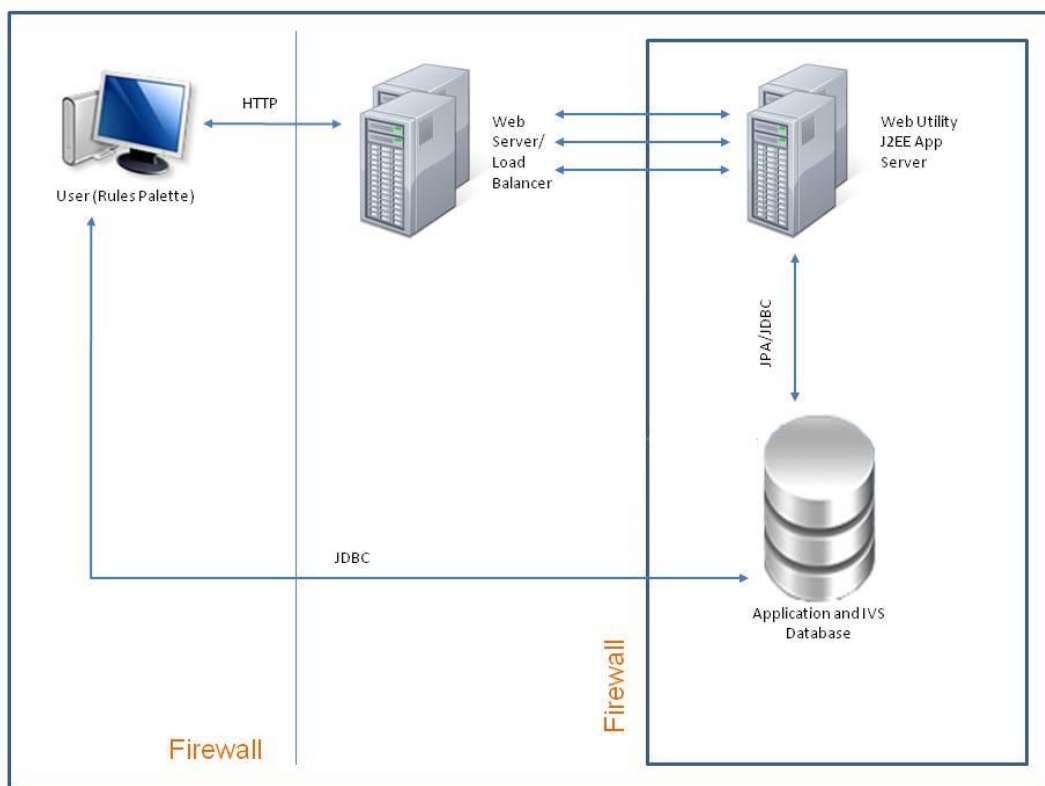 HTTP
User (Rules Palette)
Web
Server/
Load
Balancer
Web Utility
J2EE App
Server
JPA/JDBC
JDBC
Application and IVS
Database
Firewall
Firewall